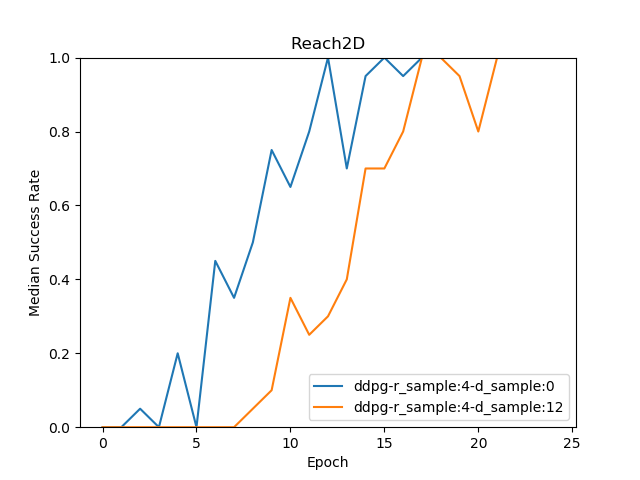 Reach2D
1.0
0.8
0.6
0.4
0.2
0.0
Median Success Rate
ddpg-r_sample:4-d_sample:0
ddpg-r_sample:4-d_sample:12
0 5 10 15 20 25
Epoch